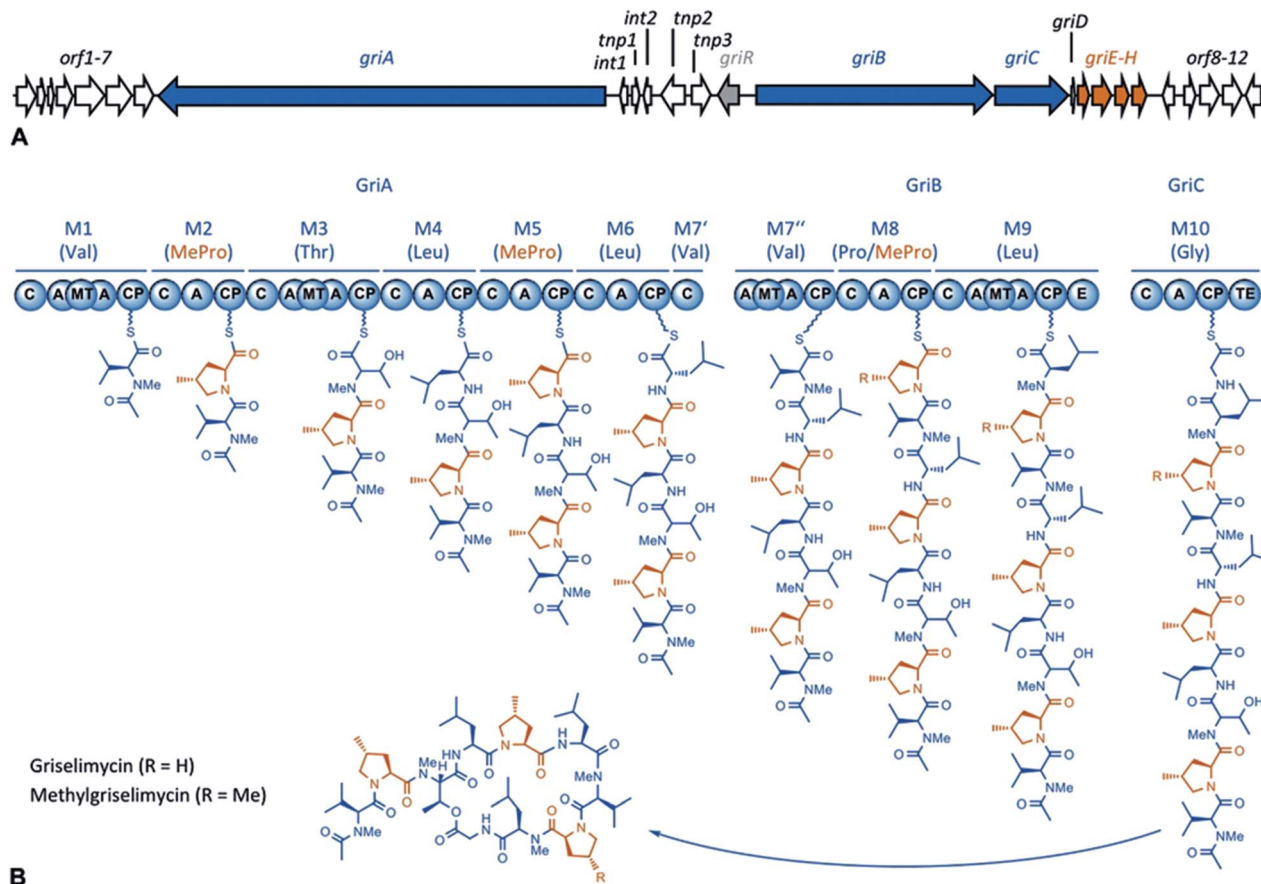 int2 tnp2 griD
tnp1 tnp3
orf1-7 griA int1 griR griB griC griE-H orf8-12
A
GriA GriB GriC
M1 M2 M3 M4 M5 M6 M7′ M7′′ M8 M9 M10
(Val) (MePro) (Thr) (Leu) (MePro) (Leu) (Val) (Val) (Pro/MePro) (Leu) (Gly)
C A MT A CP C A CP C A MT A CP C A CP C A CP C A CP C A MT A CP C A CP C A MT A CP E C A CP TE
S S S S S S S S S S
Griselimycin (R = H)
Methylgriselimycin (R = Me)
B